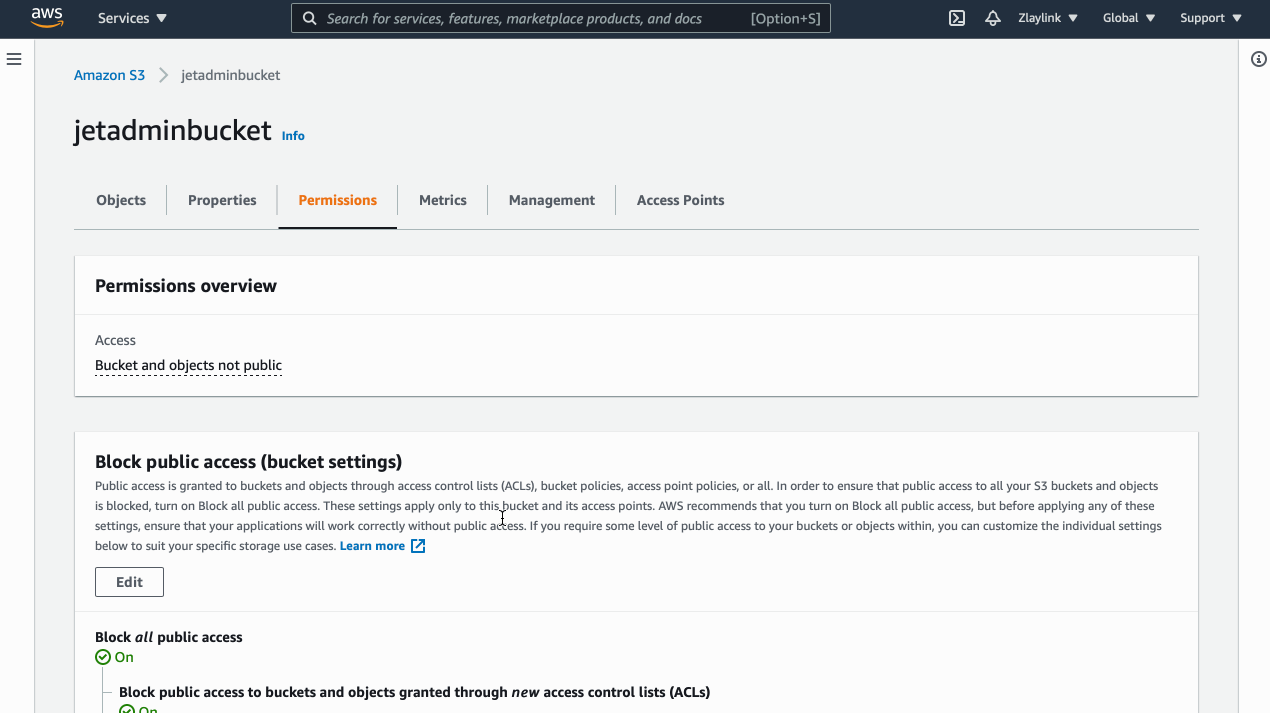 aws Services Search for services, features, marketplace products, and docs [Option+S] Zlaylink Global Support
Amazon S3 jetadminbucket
jetadminbucket Info
Objects Properties Permissions Metrics Management Access Points
Permissions overview
Access
Bucket and objects not public
Block public access (bucket settings)
Public access is granted to buckets and objects through access control lists (ACLs), bucket policies, access point policies, or all. In order to ensure that public access to all your S3 buckets and objects
is blocked, turn on Block all public access. These settings apply only to this bucket and its access points. AWS recommends that you turn on Block all public access, but before applying any of these
settings, ensure that your applications will work correctly without public access. If you require some level of public access to your buckets or objects within, you can customize the individual settings
below to suit your specific storage use cases. Learn more
Edit
Block all public access
On
Block public access to buckets and objects granted through new access control lists (ACLs)
On